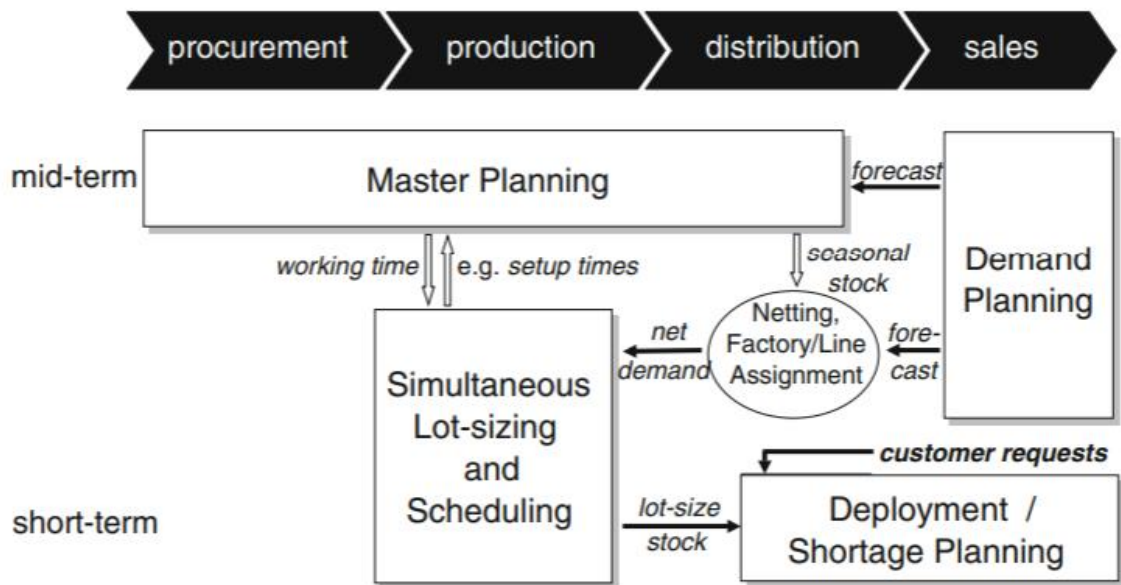 procurement
production
distribution
sales
mid-term
Master Planning
forecast
Demand
Planning
working time
e.g. setup times
seasonal
stock
Netting,
Factory/Line
Assignment
net
demand
fore-
cast
Simultaneous
Lot-sizing
and
Scheduling
customer requests
short-term
lot-size
stock
Deployment /
Shortage Planning